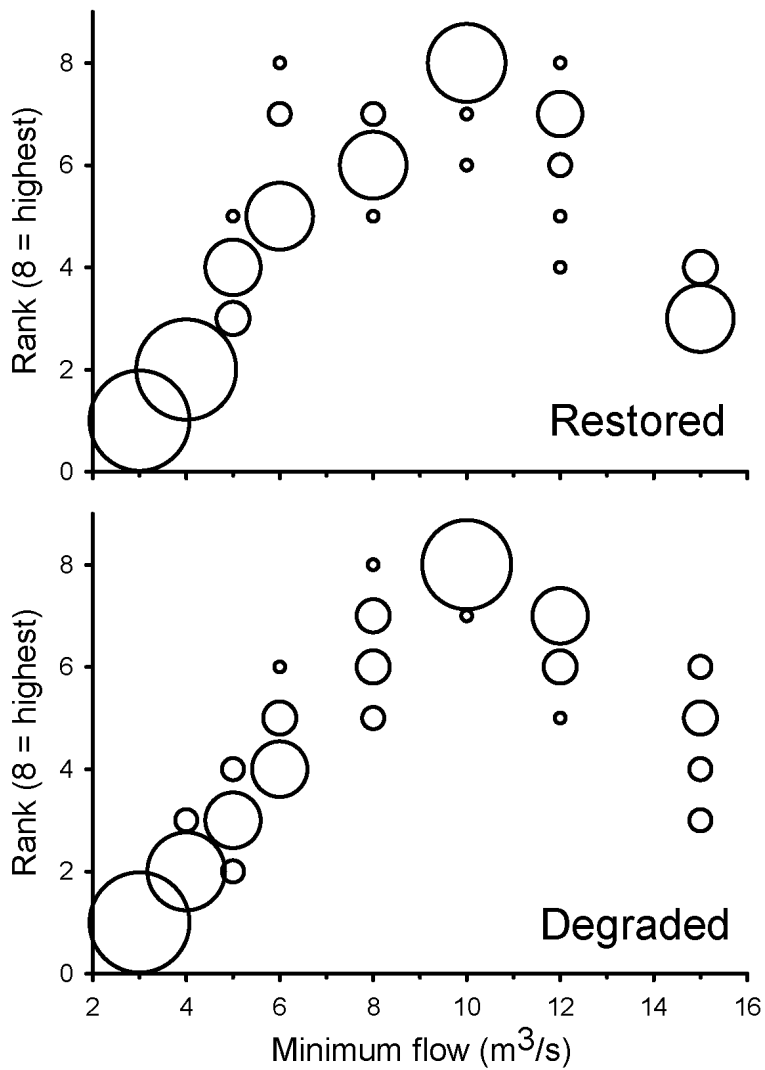 8
6
4
2
0
Rank (8 = highest)
Restored
8
6
4
2
0
Rank (8 = highest)
Degraded
2 4 6 8 10 12 14 16
Minimum flow (m³/s)